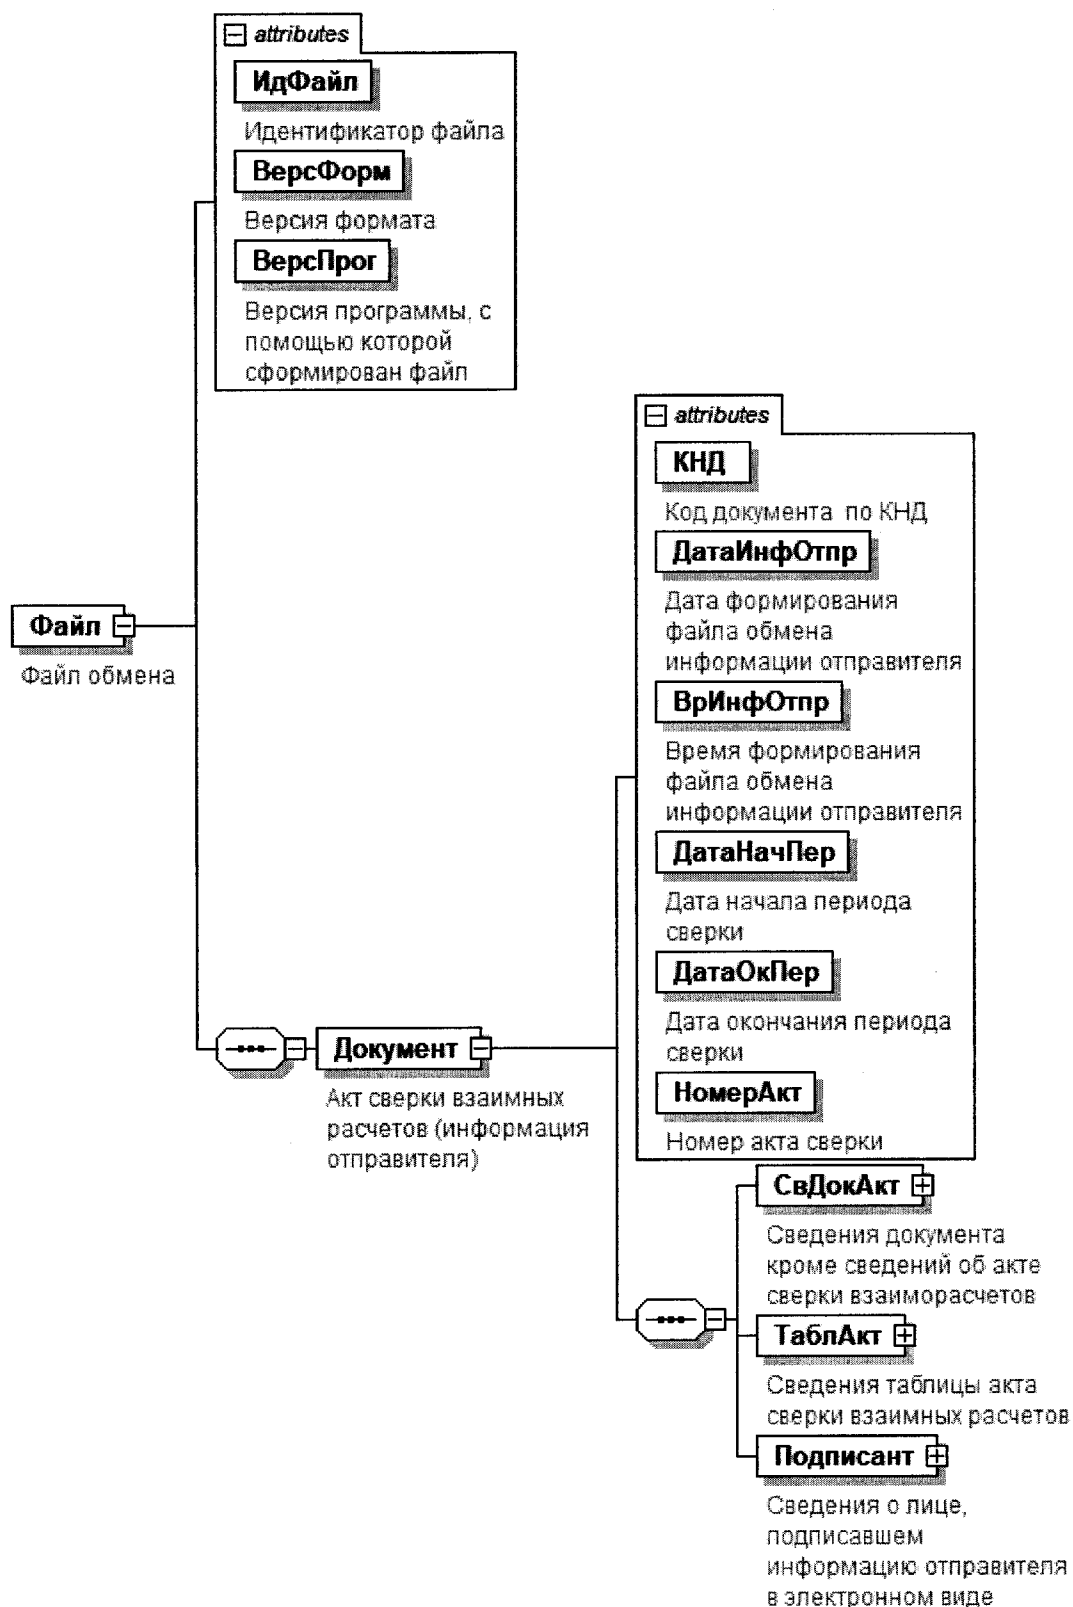 attributes
ИдФайл
Идентификатор файла
ВерсФорм
Версия формата
ВерсПрог
Версия программы, с
помощью которой
сформирован файл
Файл
Файл обмена
Документ
Акт сверки взаимных
расчетов (информация
отправителя)
attributes
КНД
Код документа по КНД
ДатаИнфОтпр
Дата формирования
файла обмена
информации отправителя
ВрИнфОтпр
Время формирования
файла обмена
информации отправителя
ДатаНачПер
Дата начала периода
сверки
ДатаОкПер
Дата окончания периода
сверки
НомерАкт
Номер акта сверки
СвДокАкт
Сведения документа
кроме сведений об акте
сверки взаиморасчетов
ТаблАкт
Сведения таблицы акта
сверки взаимных расчетов
Подписант
Сведения о лице,
подписавшем
информацию отправителя
в электронном виде